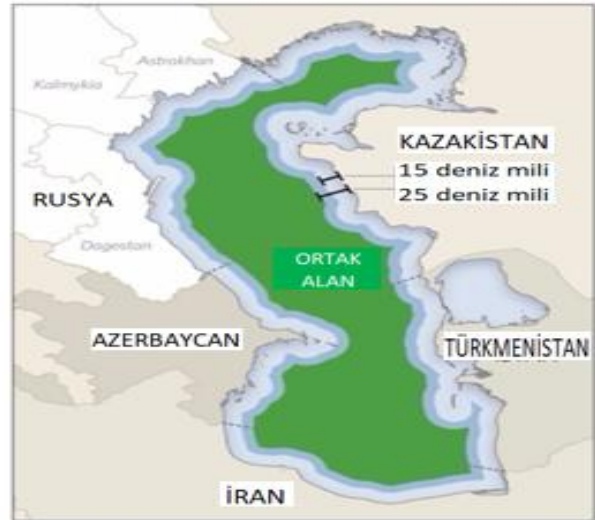 Astrakhan
Kalmykia
KAZAKİSTAN
15 deniz mili
25 deniz mili
RUSYA
Dagestan
ORTAK
ALAN
AZERBAYCAN
TÜRKMENİSTAN
İRAN